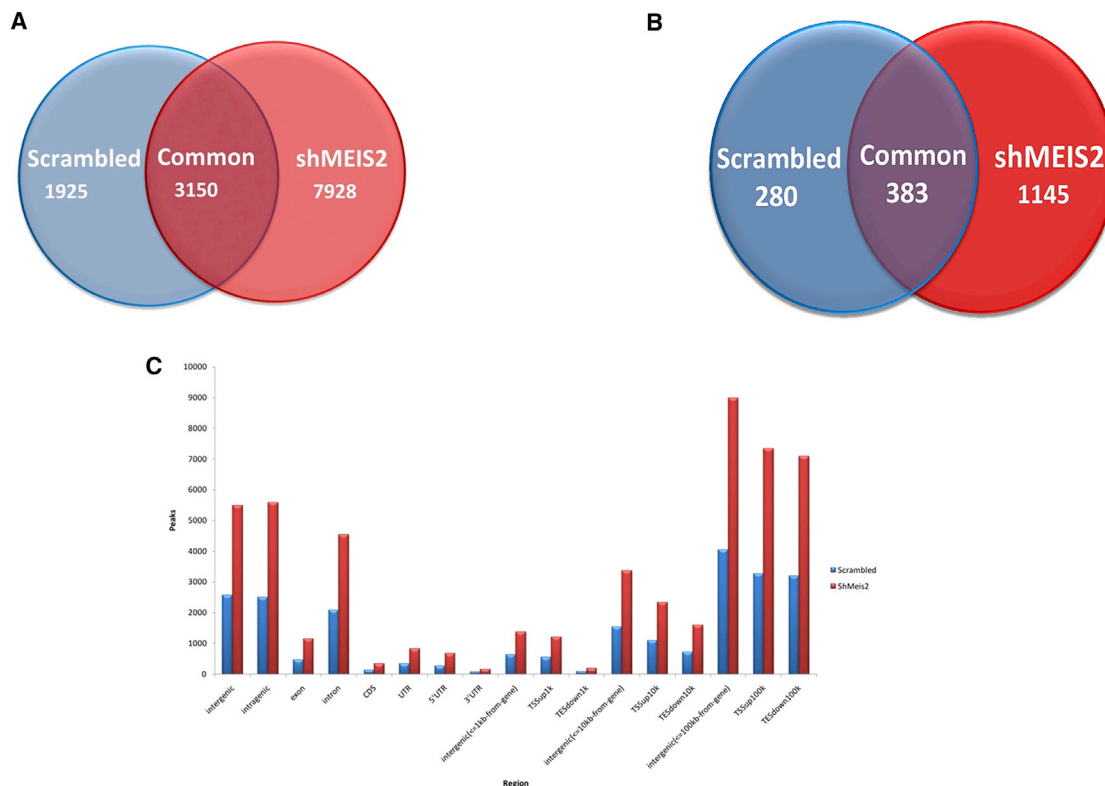 A
B
Scrambled Common shMEIS2
1925 3150 7928
Scrambled Common shMEIS2
280 383 1145
C
10000
9000
8000
7000
6000
5000
4000
3000
2000
1000
0
Peaks
Scrambled
ShMeis2
intergenic
intragenic
exon
intron
CDS
UTR
5'UTR
3'UTR
intergenic(<=1kb-from-gene)
TSSup1k
TESdown1k
intergenic(<=10kb-from-gene)
TSSup10k
TESdown10k
intergenic(<=100kb-from-gene)
TSSup100k
TESdown100k
Region